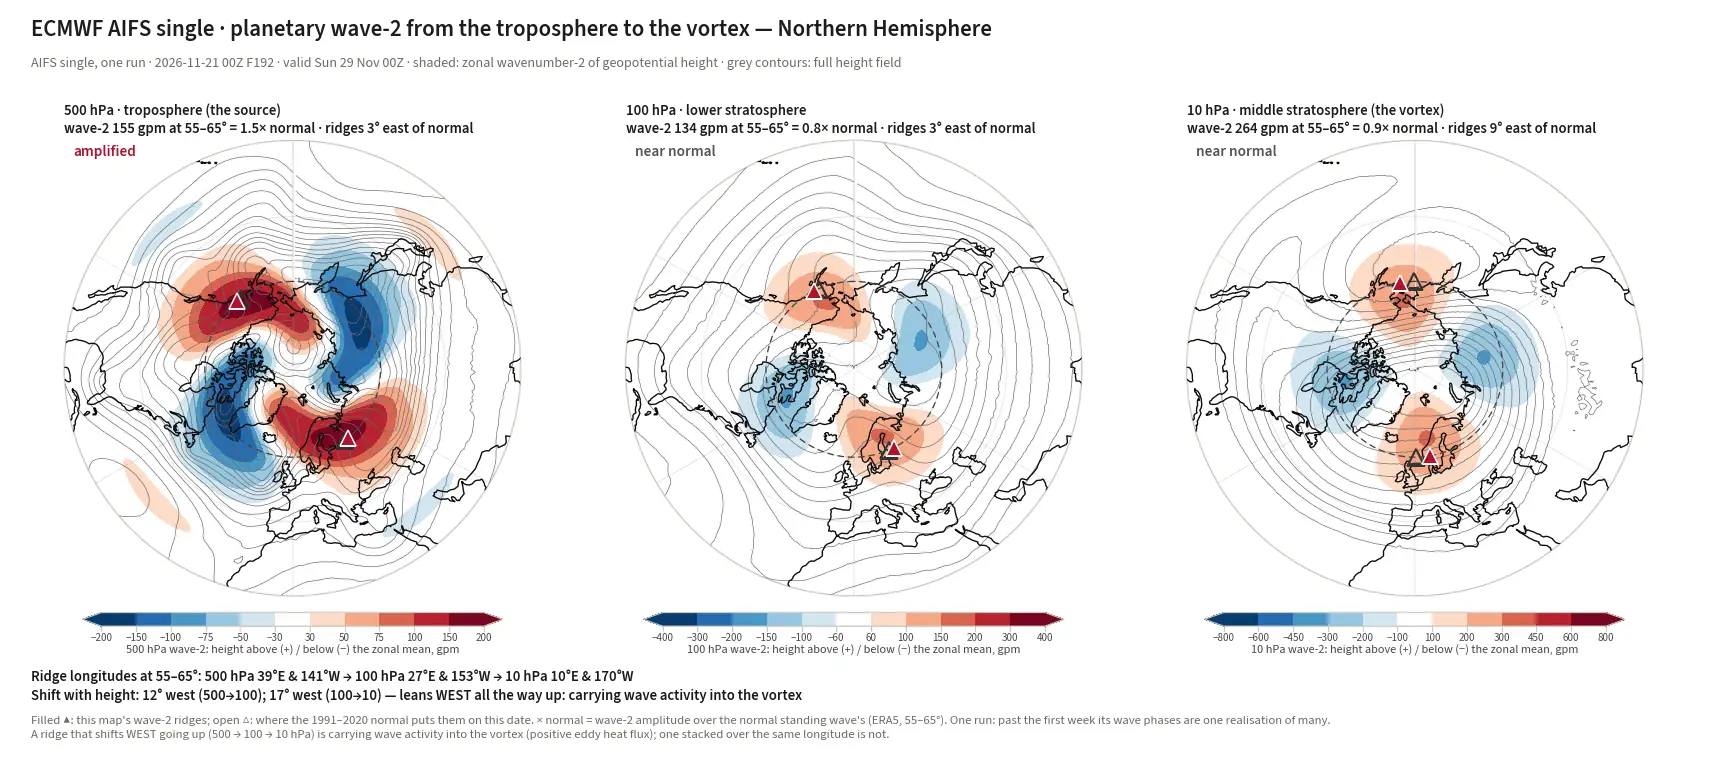 ECMWF AIFS single · planetary wave-2 from the troposphere to the vortex — Northern Hemisphere
AIFS single, one run · 2026-11-21 00Z F192 · valid Sun 29 Nov 00Z · shaded: zonal wavenumber-2 of geopotential height · grey contours: full height field
500 hPa · troposphere (the source)
wave-2 155 gpm at 55–65° = 1.5× normal · ridges 3° east of normal
amplified
100 hPa · lower stratosphere
wave-2 134 gpm at 55–65° = 0.8× normal · ridges 3° east of normal
near normal
10 hPa · middle stratosphere (the vortex)
wave-2 264 gpm at 55–65° = 0.9× normal · ridges 9° east of normal
near normal
−200 −150 −100 −75 −50 −30 30 50 75 100 150 200
500 hPa wave-2: height above (+) / below (−) the zonal mean, gpm
−400 −300 −200 −150 −100 −60 60 100 150 200 300 400
100 hPa wave-2: height above (+) / below (−) the zonal mean, gpm
−800 −600 −450 −300 −200 −100 100 200 300 450 600 800
10 hPa wave-2: height above (+) / below (−) the zonal mean, gpm
Ridge longitudes at 55–65°: 500 hPa 39°E & 141°W → 100 hPa 27°E & 153°W → 10 hPa 10°E & 170°W
Shift with height: 12° west (500→100); 17° west (100→10) — leans WEST all the way up: carrying wave activity into the vortex
Filled ▲: this map's wave-2 ridges; open △: where the 1991–2020 normal puts them on this date. × normal = wave-2 amplitude over the normal standing wave's (ERA5, 55–65°). One run: past the first week its wave phases are one realisation of many.
A ridge that shifts WEST going up (500 → 100 → 10 hPa) is carrying wave activity into the vortex (positive eddy heat flux); one stacked over the same longitude is not.